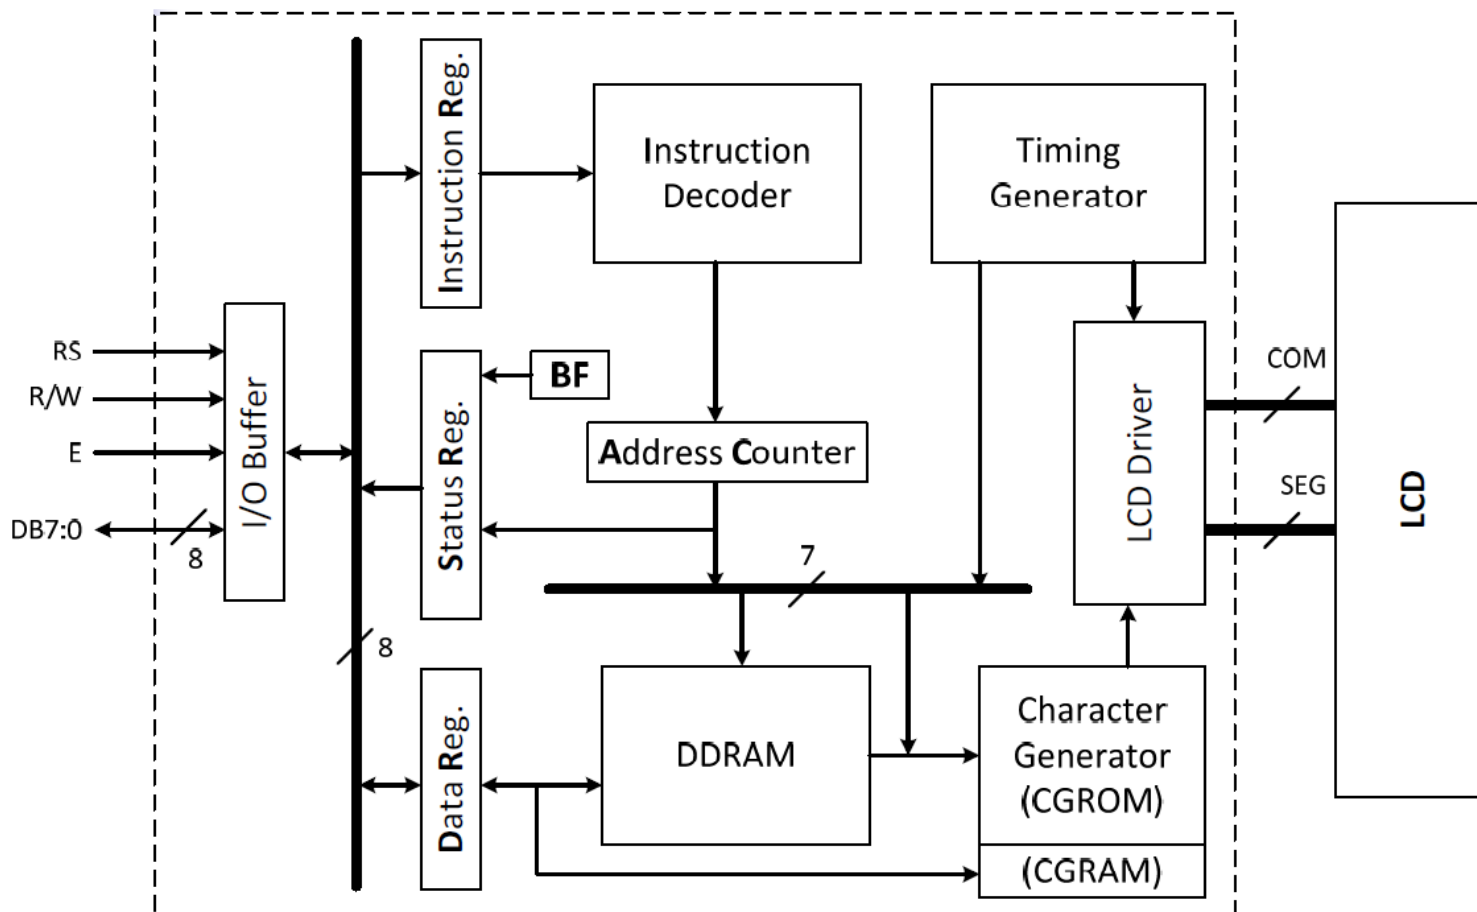 Instruction Reg.
Instruction
Decoder
Timing
Generator
RS
R/W
E
DB7:0
8
I/O Buffer
Status Reg.
BF
Address Counter
7
8
LCD Driver
COM
SEG
LCD
Data Reg.
DDRAM
Character
Generator
(CGROM)
(CGRAM)